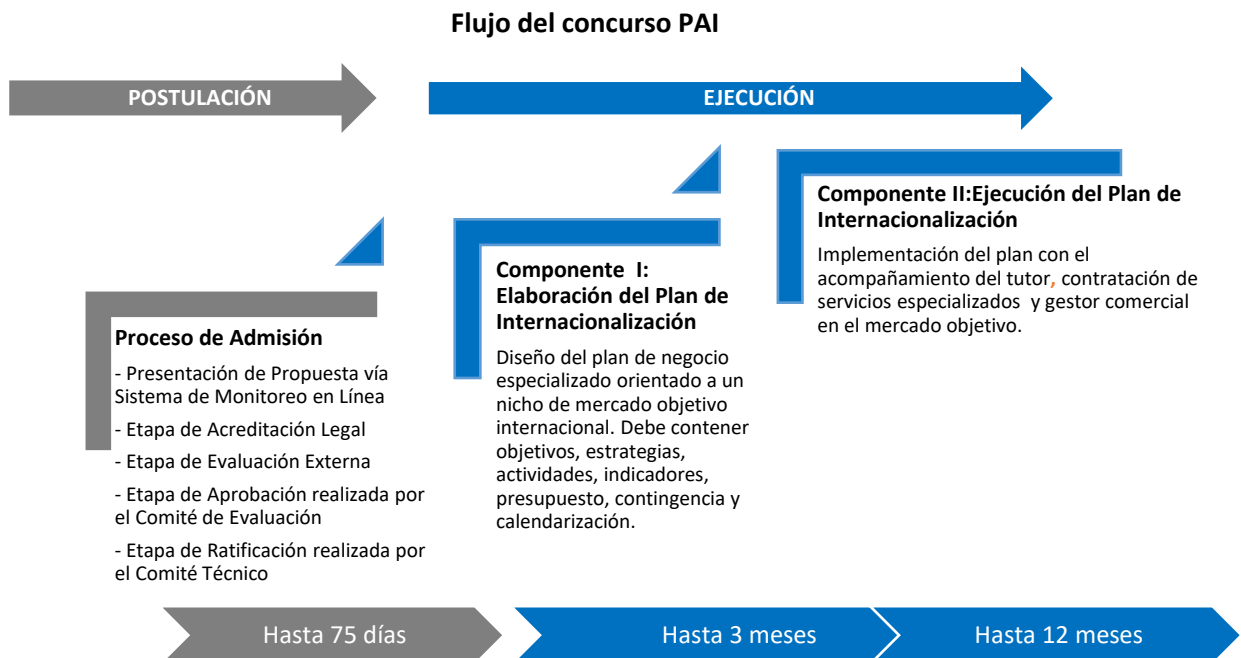 Flujo del concurso PAI
POSTULACIÓN
EJECUCIÓN
Proceso de Admisión
- Presentación de Propuesta vía
Sistema de Monitoreo en Línea
- Etapa de Acreditación Legal
- Etapa de Evaluación Externa
- Etapa de Aprobación realizada por
el Comité de Evaluación
- Etapa de Ratificación realizada por
el Comité Técnico
Componente I:
Elaboración del Plan de
Internacionalización
Diseño del plan de negocio
especializado orientado a un
nicho de mercado objetivo
internacional. Debe contener
objetivos, estrategias,
actividades, indicadores,
presupuesto, contingencia y
calendarización.
Componente II:Ejecución del Plan de
Internacionalización
Implementación del plan con el
acompañamiento del tutor, contratación de
servicios especializados y gestor comercial
en el mercado objetivo.
Hasta 75 días
Hasta 3 meses
Hasta 12 meses